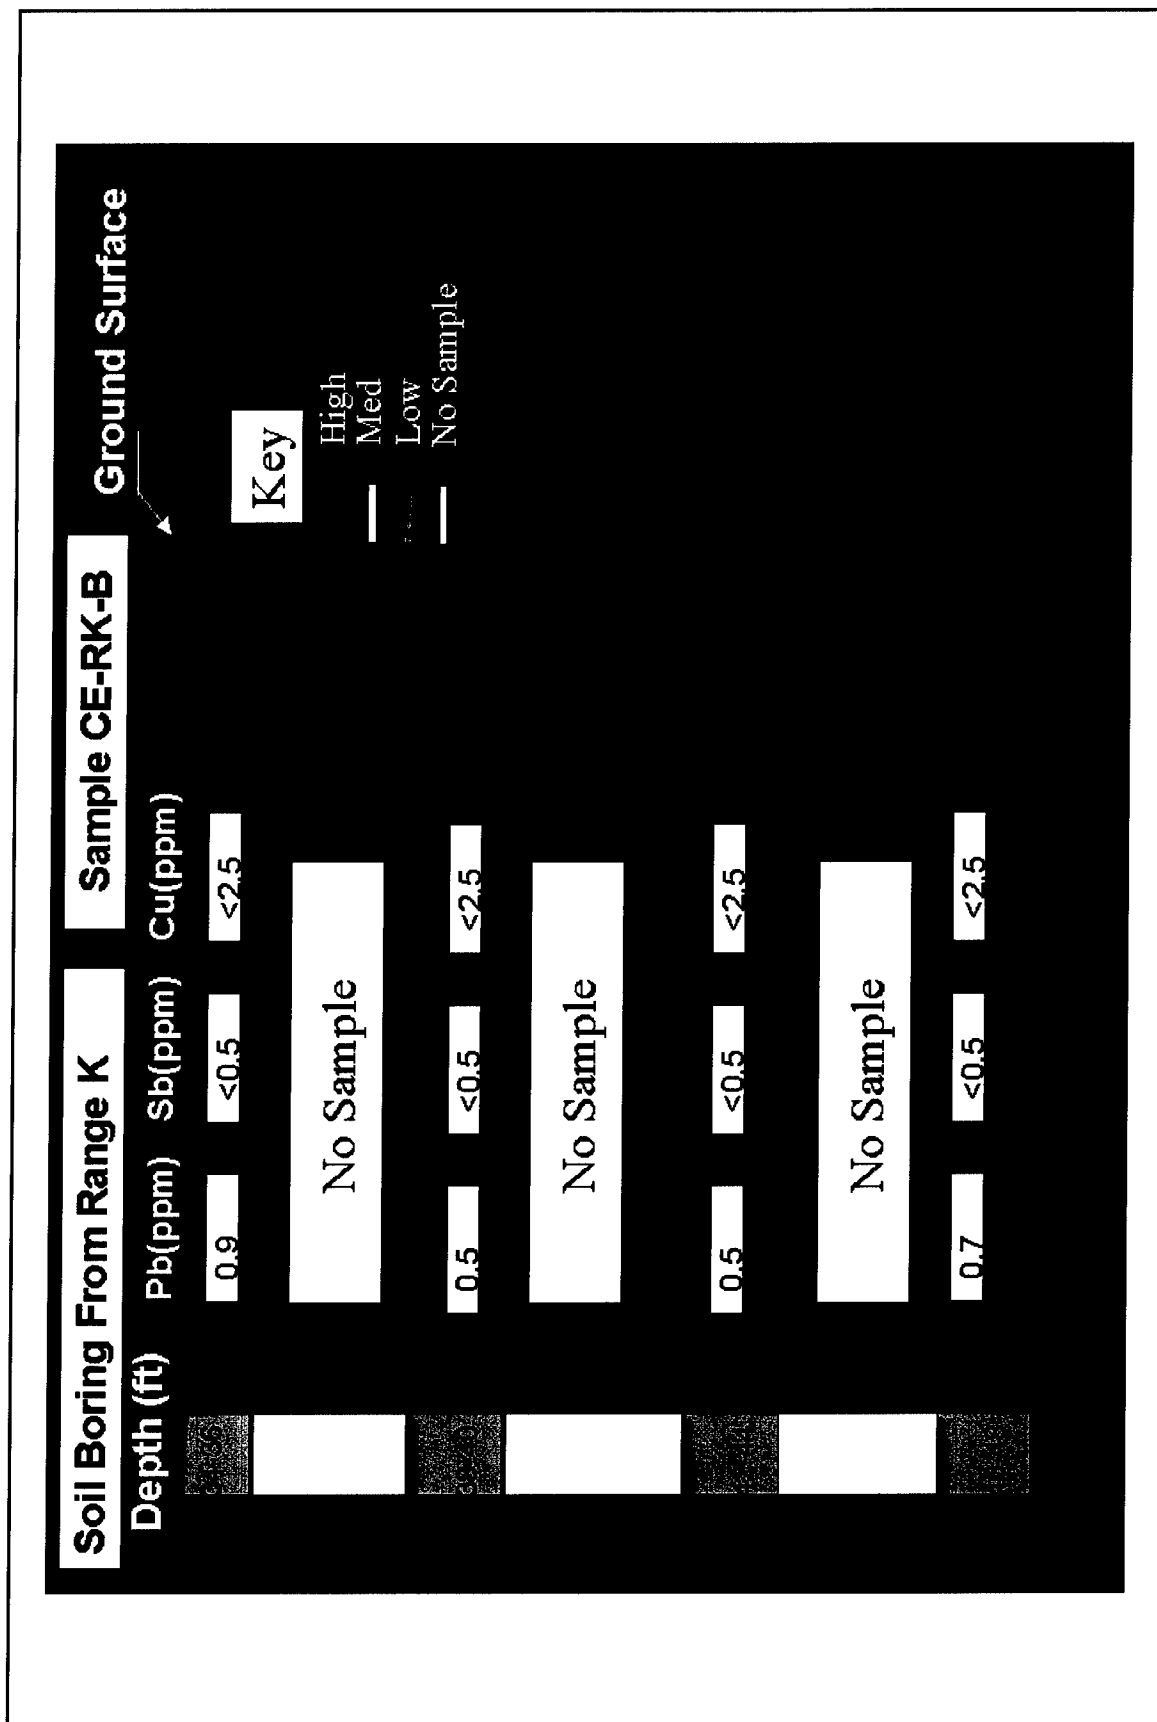 Soil Boring From Range K
Sample CE-RK-B
Depth (ft)
Pb(ppm)
Sb(ppm)
Cu(ppm)
Ground Surface
0.9
<0.5
<2.5
No Sample
0.5
<0.5
<2.5
No Sample
0.5
<0.5
<2.5
No Sample
0.7
<0.5
<2.5
Key
High
Med
Low
No Sample